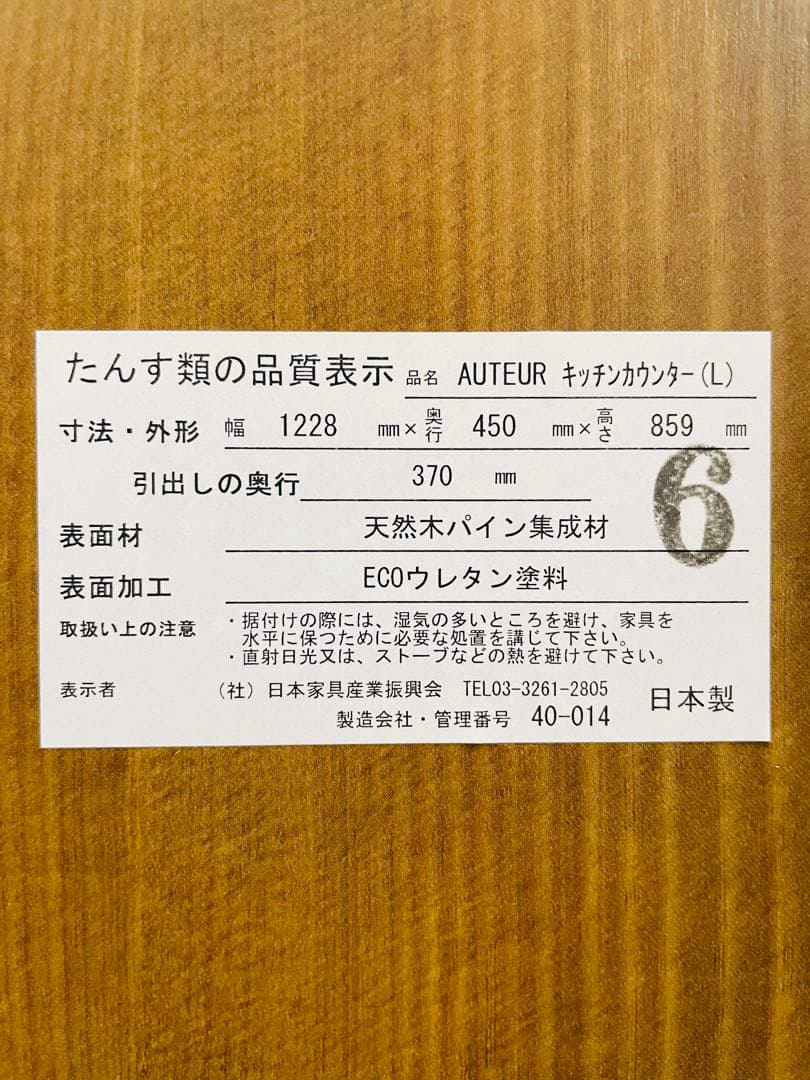 たんす類の品質表示 品名 AUTEUR ｷｯﾁﾝｶｳﾝﾀｰ(L)
寸法・外形 幅 1228 mm×奥行 450 mm×高さ 859 mm
引出しの奥行 370 mm
6
表面材 天然木パイン集成材
表面加工 ECOウレタン塗料
取扱い上の注意 ・据付けの際には、湿気の多いところを避け、家具を
水平に保つために必要な処置を講じて下さい。
・直射日光又は、ストーブなどの熱を避けて下さい。
表示者 （社）日本家具産業振興会 TEL03-3261-2805 日本製
製造会社・管理番号 40-014